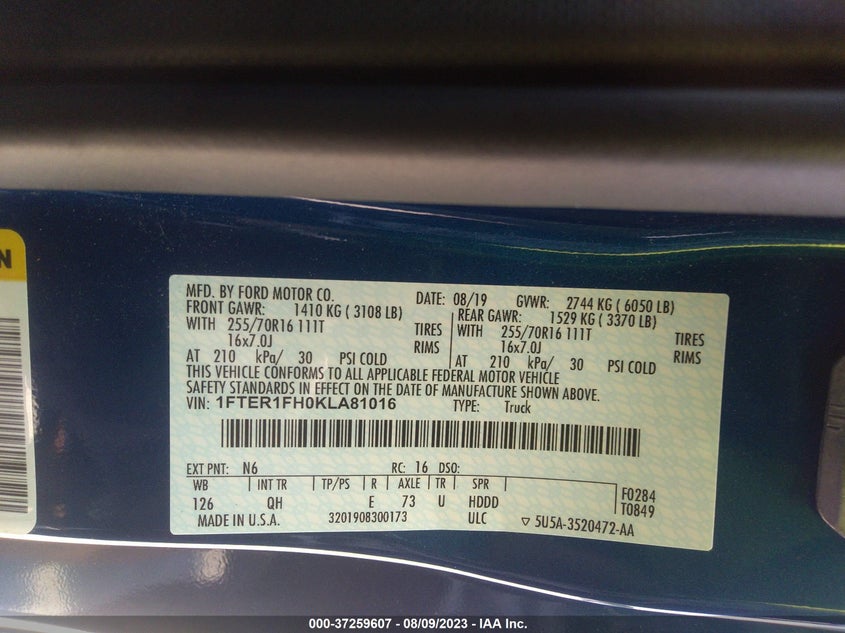 N
MFD. BY FORD MOTOR CO. DATE: 08/19 GVWR: 2744 KG ( 6050 LB)
FRONT GAWR: 1410 KG ( 3108 LB) REAR GAWR: 1529 KG ( 3370 LB)
WITH 255/70R16 111T TIRES WITH 255/70R16 111T TIRES
16x7.0J RIMS 16x7.0J RIMS
AT 210 kPa/ 30 PSI COLD AT 210 kPa/ 30 PSI COLD
THIS VEHICLE CONFORMS TO ALL APPLICABLE FEDERAL MOTOR VEHICLE
SAFETY STANDARDS IN EFFECT ON THE DATE OF MANUFACTURE SHOWN ABOVE.
VIN: 1FTER1FH0KLA81016 TYPE: Truck
EXT PNT: N6 RC: 16 DSO:
WB INT TR TP/PS R AXLE TR SPR
126 QH E 73 U HDDD F0284
T0849
MADE IN U.S.A. 3201908300173 ULC ▽ 5U5A-3520472-AA
000-37259607 - 08/09/2023 - IAA Inc.